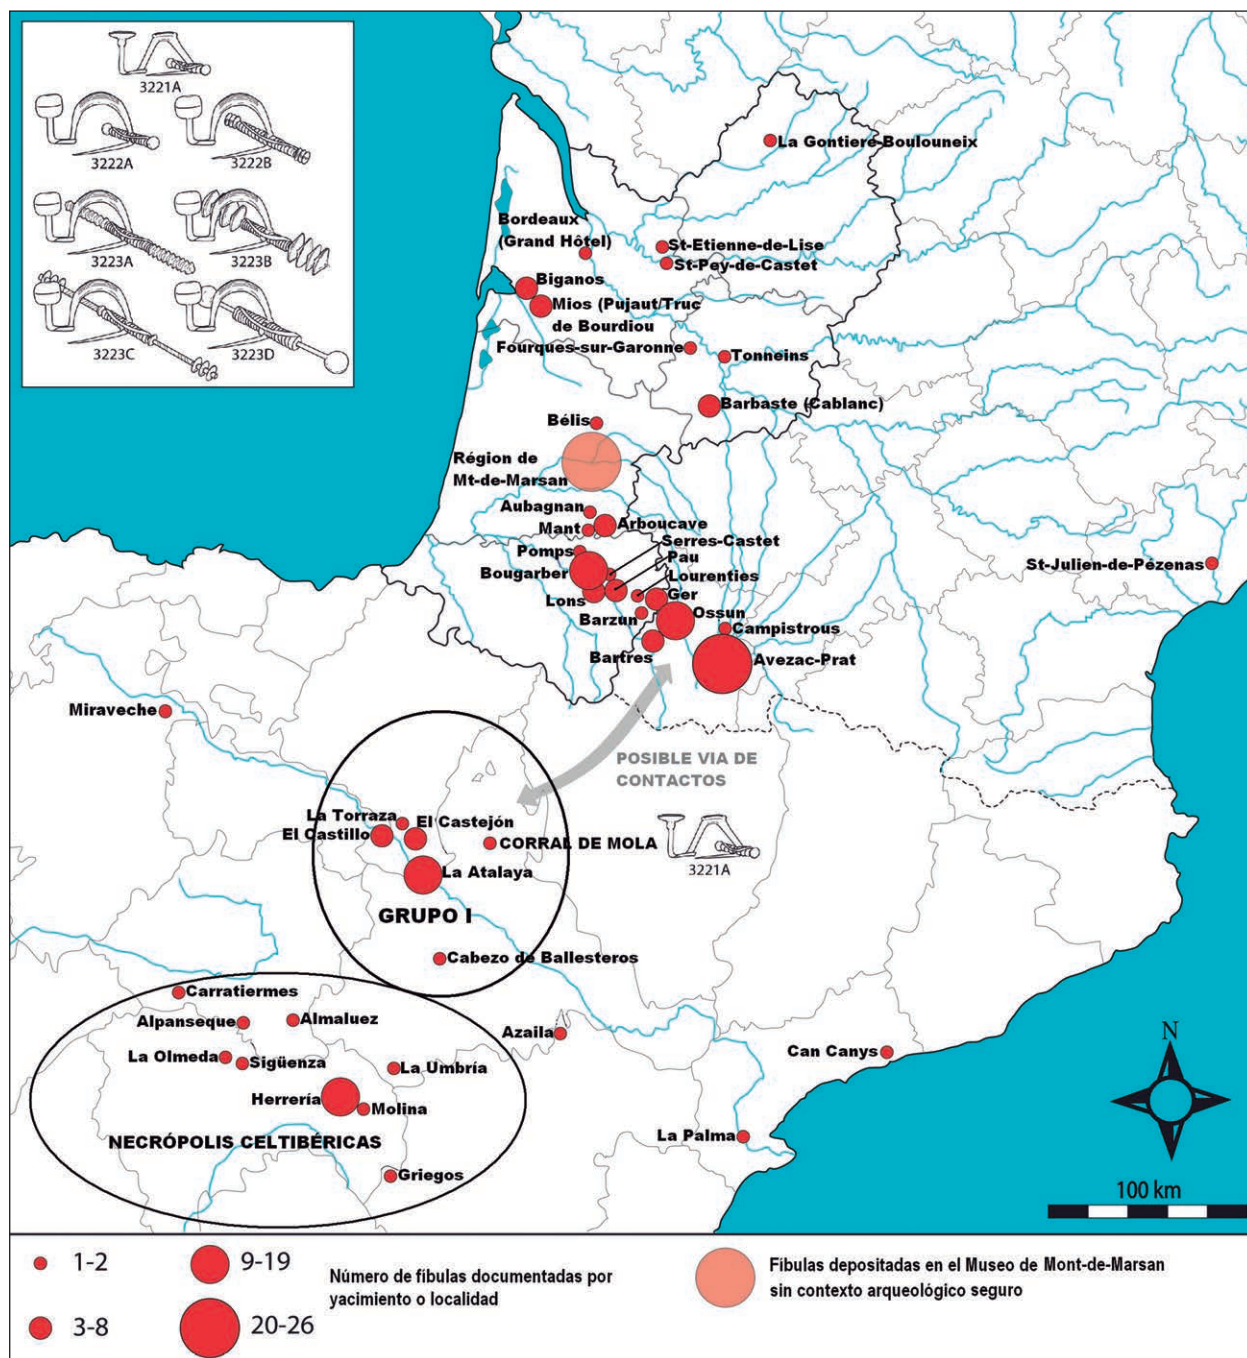 3221A
3222A
3222B
3223A
3223B
3223C
3223D
La Gontiere-Boulouneix
Bordeaux
(Grand Hôtel)
St-Etienne-de-Lise
St-Pey-de-Castet
Biganos
Mios (Pujaut/Truc
de Bourdiou
Fourques-sur-Garonne
Tonneins
Barbaste (Cablanc)
Bélis
Région de
Mt-de-Marsan
Aubagnan
Mant
Arboucave
Serres-Castet
Pomps
Pau
Bougarber
Lourenties
St-Julien-de-Pézenas
Lons
Ger
Barzun
Ossun
Campistrous
Bartres
Avezac-Prat
Miraveche
POSIBLE VIA DE
CONTACTOS
La Torraza
El Castejón
El Castillo
CORRAL DE MOLA
3221A
La Atalaya
GRUPO I
Cabezo de Ballesteros
Carratiermes
Alpanseque
Almaluez
Azaila
La Olmeda
Sigüenza
La Umbría
Can Canys
Herrería
Molina
NECRÓPOLIS CELTIBÉRICAS
La Palma
Griegos
N
100 km
1-2
9-19
3-8
20-26
Número de fibulas documentadas por
yacimiento o localidad
Fíbulas depositadas en el Museo de Mont-de-Marsan
sin contexto arqueológico seguro